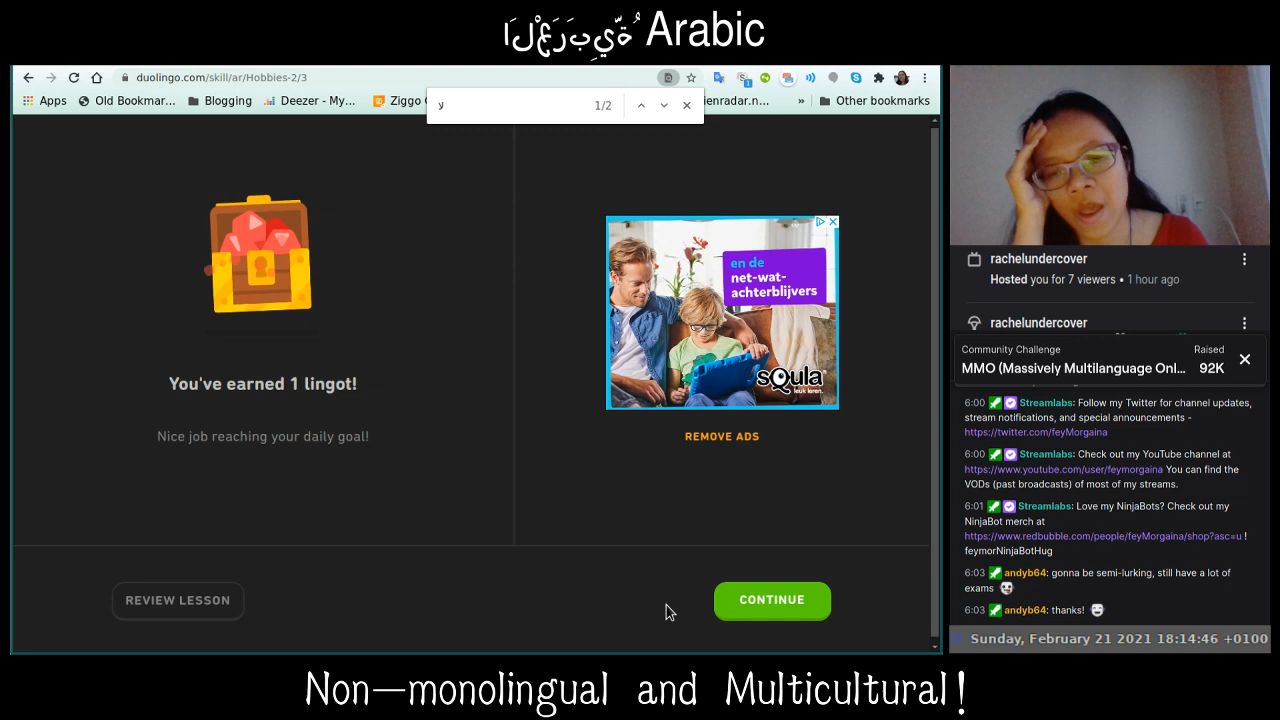 اَلْعَرَبِيَّةُ Arabic
duolingo.com/skill/ar/Hobbies-2/3
Apps Old Bookmar... Blogging Deezer - My... Ziggo ienradar.n... » Other bookmarks
لا 1/2
You've earned 1 lingot!
Nice job reaching your daily goal!
en de
net-wat-
achterblijvers
squla
leuk leren.
REMOVE ADS
REVIEW LESSON
CONTINUE
rachelundercover
Hosted you for 7 viewers • 1 hour ago
rachelundercover
Community Challenge Raised
MMO (Massively Multilanguage Onl... 92K
6:00 Streamlabs: Follow my Twitter for channel updates,
stream notifications, and special announcements -
https://twitter.com/feyMorgaina
6:00 Streamlabs: Check out my YouTube channel at
https://www.youtube.com/user/feymorgaina You can find the
VODs (past broadcasts) of most of my streams.
6:01 Streamlabs: Love my NinjaBots? Check out my
NinjaBot merch at
https://www.redbubble.com/people/feyMorgaina/shop?asc=u !
feymorNinjaBotHug
6:03 andyb64: gonna be semi-lurking, still have a lot of
exams
6:03 andyb64: thanks!
Sunday, February 21 2021 18:14:46 +0100
Non-monolingual and Multicultural!